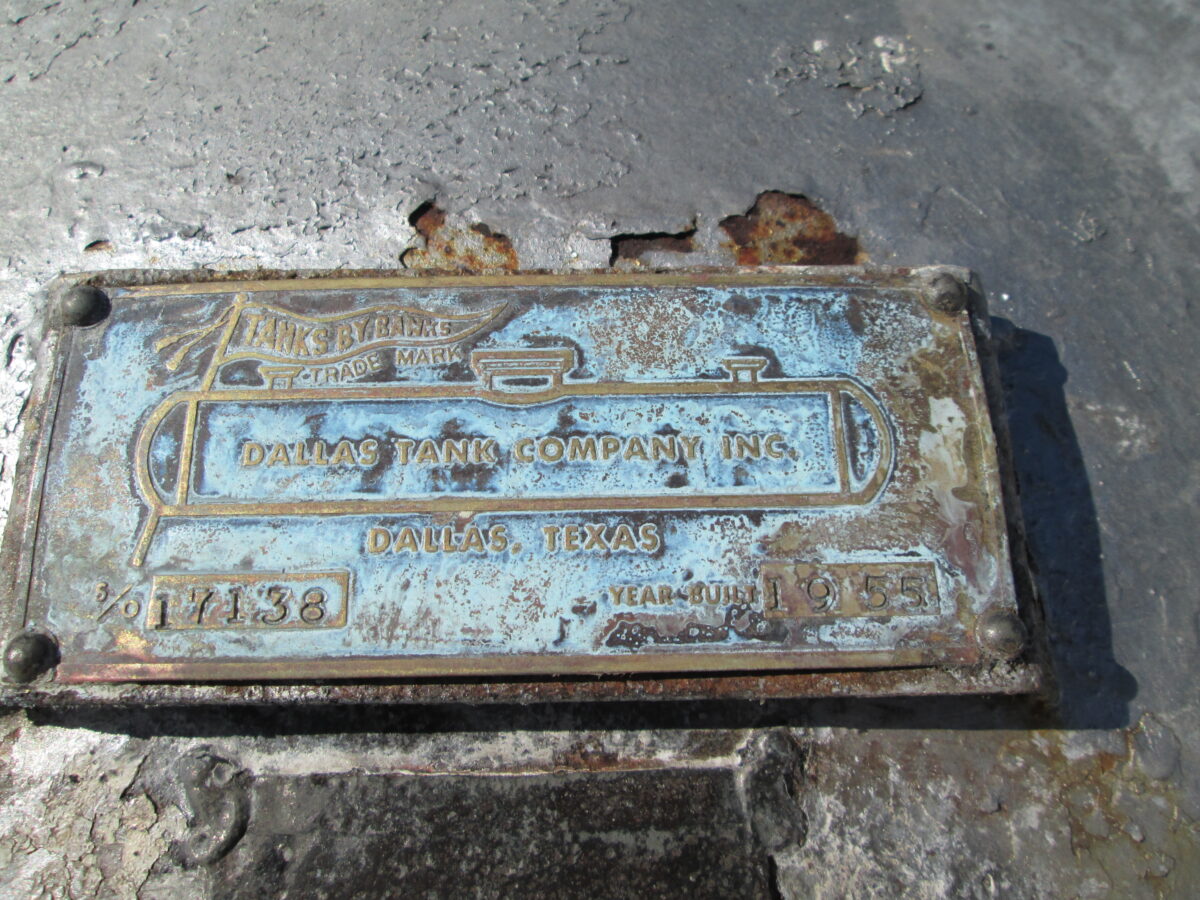 TANKS BY BANKS
TRADE MARK
DALLAS TANK COMPANY INC.
DALLAS, TEXAS
S/O 17138
YEAR BUILT 1955